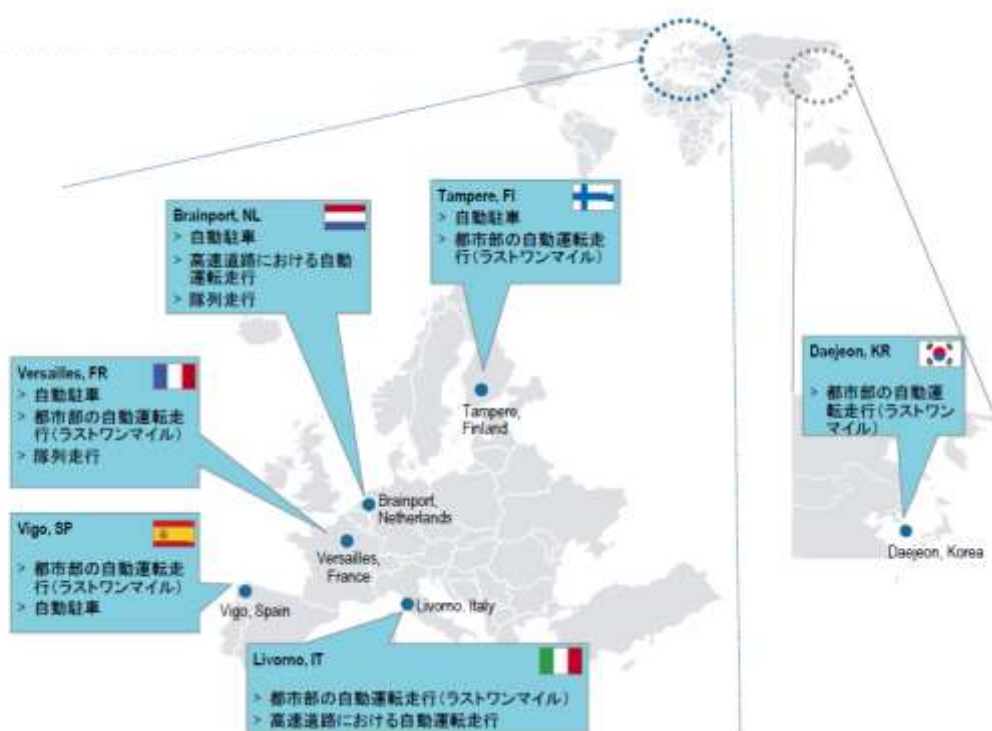 Tampere, FI
> 自動駐車
> 都市部の自動運転走
行(ラストワンマイル)
Brainport, NL
> 自動駐車
> 高速道路における自動
運転走行
> 隊列走行
Daejeon, KR
> 都市部の自動運
転走行(ラストワン
マイル)
Versailles, FR
> 自動駐車
> 都市部の自動運転走
行(ラストワンマイル)
> 隊列走行
Tampere,
Finland
Brainport,
Netherlands
Vigo, SP
> 都市部の自動運転走
行(ラストワンマイル)
> 自動駐車
Versailles,
France
Daejeon, Korea
Vigo, Spain
Livorno, Italy
Livorno, IT
> 都市部の自動運転走行(ラストワンマイル)
> 高速道路における自動運転走行